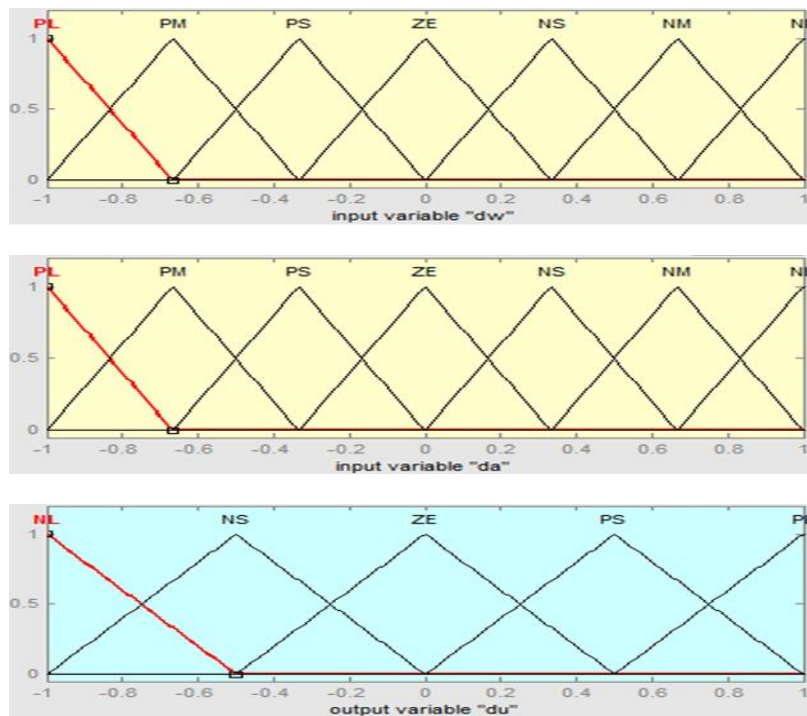 PL PM PS ZE NS NM
1
0.5
0
-1 -0.8 -0.6 -0.4 -0.2 0 0.2 0.4 0.6 0.8 1
input variable "dw"
PL PM PS ZE NS NM
1
0.5
0
-1 -0.8 -0.6 -0.4 -0.2 0 0.2 0.4 0.6 0.8 1
input variable "da"
NL NS ZE PS
1
0.5
0
-1 -0.8 -0.6 -0.4 -0.2 0 0.2 0.4 0.6 0.8 1
output variable "du"